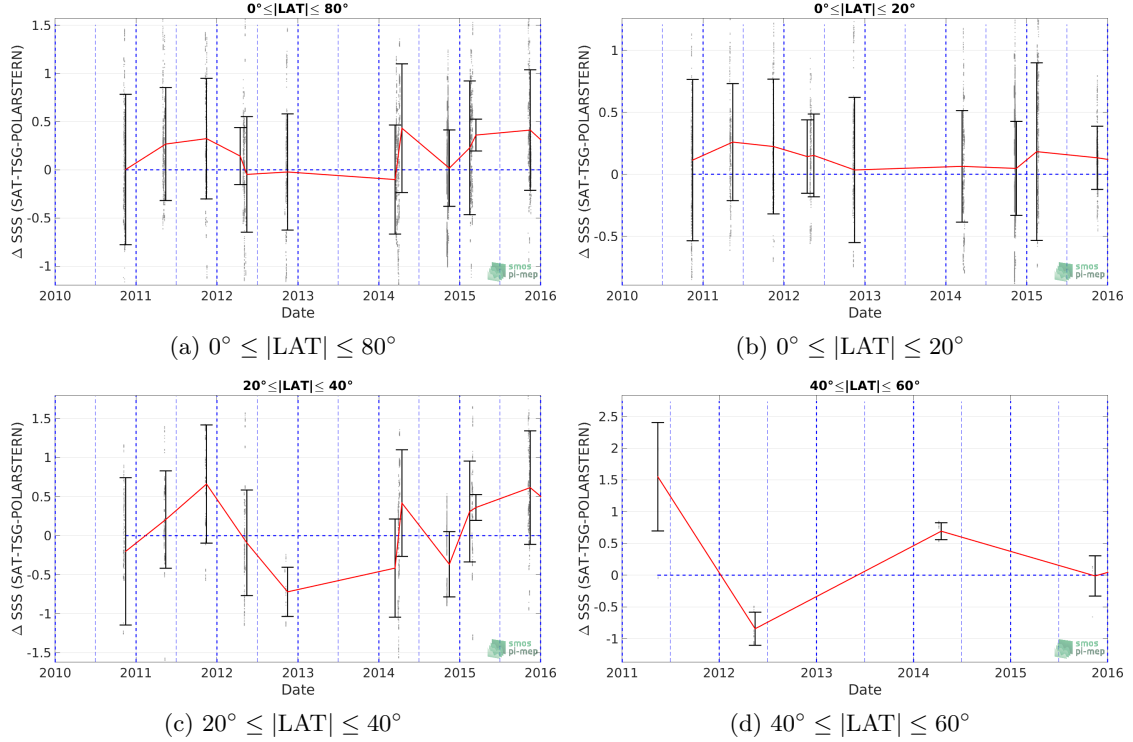 0°≤|LAT|≤ 80°
Δ SSS (SAT-TSG-POLARSTERN)
1.5
1
0.5
0
-0.5
-1
smos
pi-mep
2010 2011 2012 2013 2014 2015 2016
Date
(a) 0° ≤ |LAT| ≤ 80°
0°≤|LAT|≤ 20°
Δ SSS (SAT-TSG-POLARSTERN)
1
0.5
0
-0.5
smos
pi-mep
2010 2011 2012 2013 2014 2015 2016
Date
(b) 0° ≤ |LAT| ≤ 20°
20°≤|LAT|≤ 40°
Δ SSS (SAT-TSG-POLARSTERN)
1.5
1
0.5
0
-0.5
-1
-1.5
smos
pi-mep
2010 2011 2012 2013 2014 2015 2016
Date
(c) 20° ≤ |LAT| ≤ 40°
40°≤|LAT|≤ 60°
Δ SSS (SAT-TSG-POLARSTERN)
2.5
2
1.5
1
0.5
0
-0.5
-1
smos
pi-mep
2011 2012 2013 2014 2015 2016
Date
(d) 40° ≤ |LAT| ≤ 60°